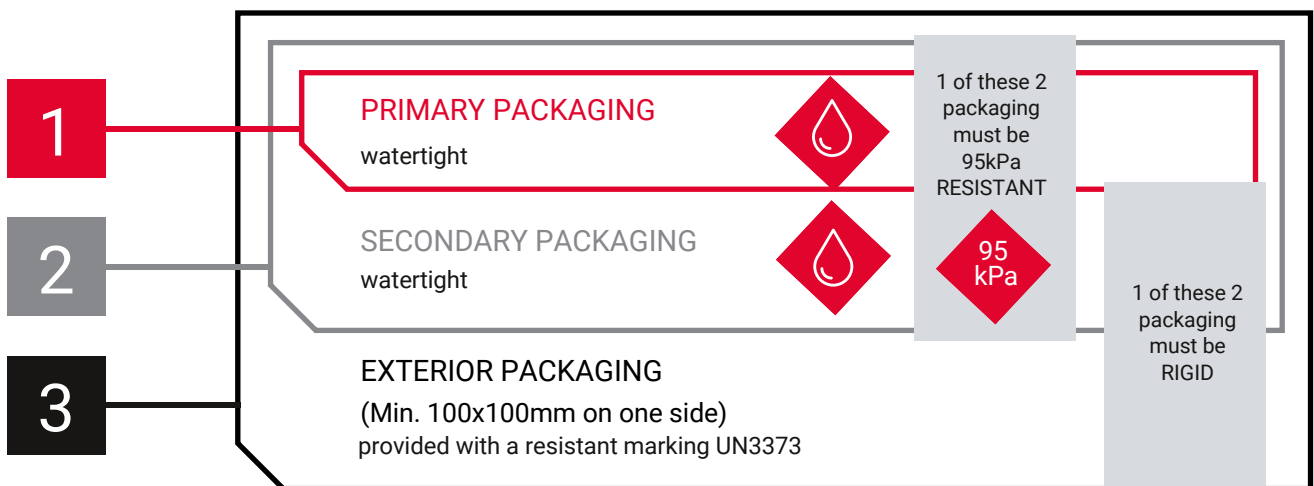 1
PRIMARY PACKAGING
watertight
2
SECONDARY PACKAGING
watertight
3
EXTERIOR PACKAGING
(Min. 100x100mm on one side)
provided with a resistant marking UN3373
1 of these 2
packaging
must be
95kPa
RESISTANT
95
kPa
1 of these 2
packaging
must be
RIGID